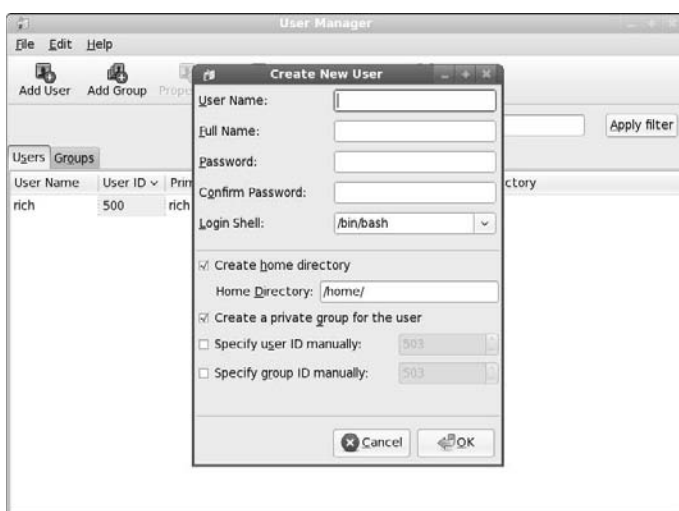 User Manager
File Edit Help
Add User Add Group Prope
Apply filter
Users Groups
User Name User ID Prim ctory
rich 500 rich
Create New User
User Name:
Full Name:
Password:
Confirm Password:
Login Shell: /bin/bash
Create home directory
Home Directory: /home/
Create a private group for the user
Specify user ID manually: 503
Specify group ID manually: 503
Cancel OK